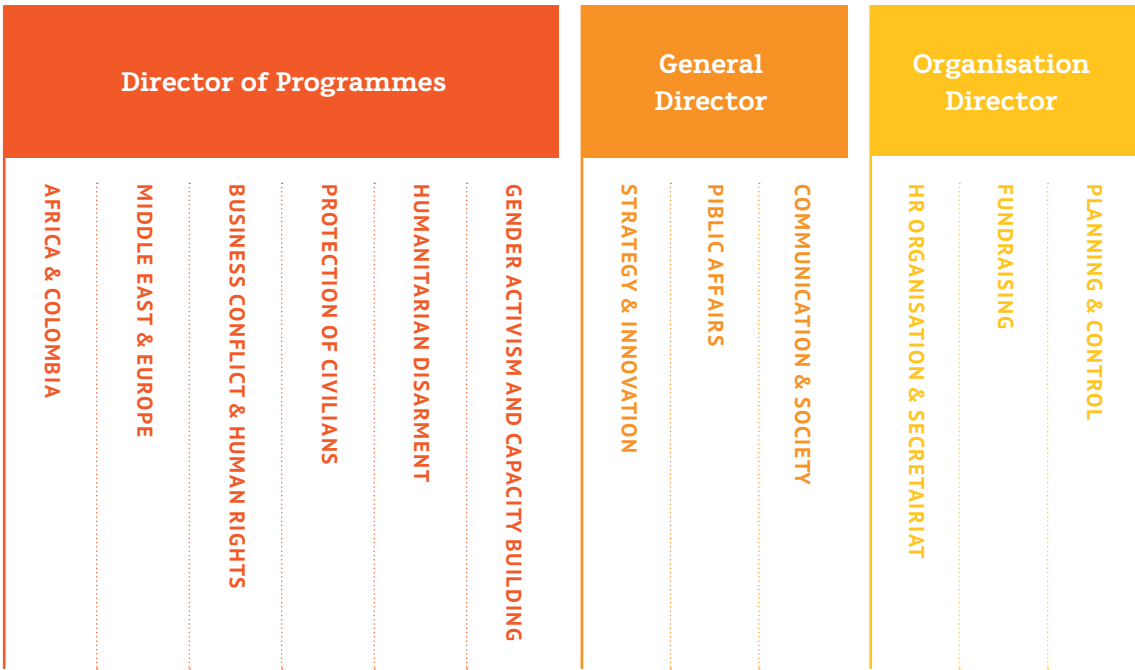 Director of Programmes
AFRICA & COLOMBIA
MIDDLE EAST & EUROPE
BUSINESS CONFLICT & HUMAN RIGHTS
PROTECTION OF CIVILIANS
HUMANITARIAN DISARMENT
GENDER ACTIVISM AND CAPACITY BUILDING
General
Director
STRATEGY & INNOVATION
PIBLIC AFFAIRS
COMMUNICATION & SOCIETY
Organisation
Director
HR ORGANISATION & SECRETAIRIAT
FUNDRAISING
PLANNING & CONTROL